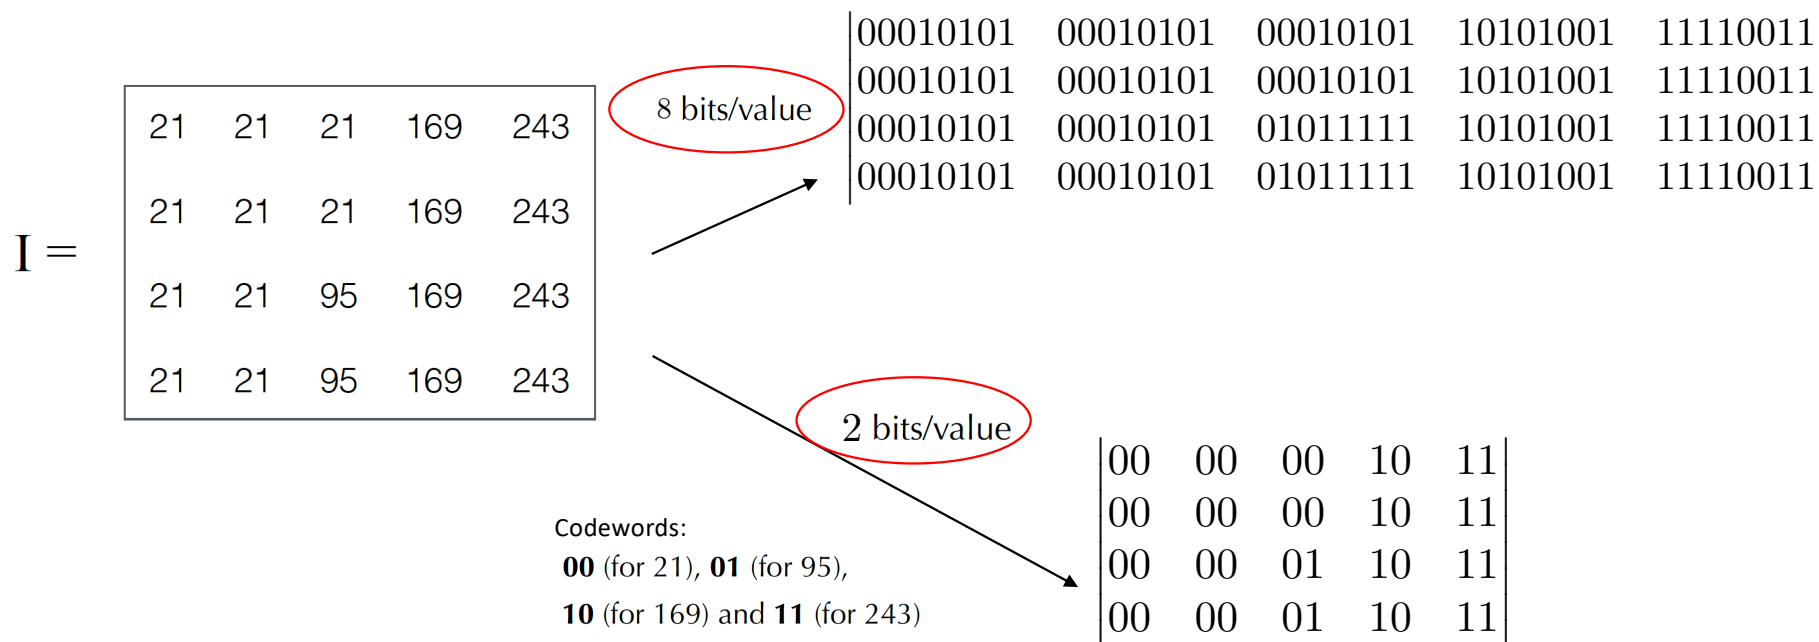 I =
21 21 21 169 243
21 21 21 169 243
21 21 95 169 243
21 21 95 169 243
8 bits/value
00010101 00010101 00010101 10101001 11110011
00010101 00010101 00010101 10101001 11110011
00010101 00010101 01011111 10101001 11110011
00010101 00010101 01011111 10101001 11110011
2 bits/value
Codewords:
00 (for 21), 01 (for 95),
10 (for 169) and 11 (for 243)
00 00 00 10 11
00 00 00 10 11
00 00 01 10 11
00 00 01 10 11